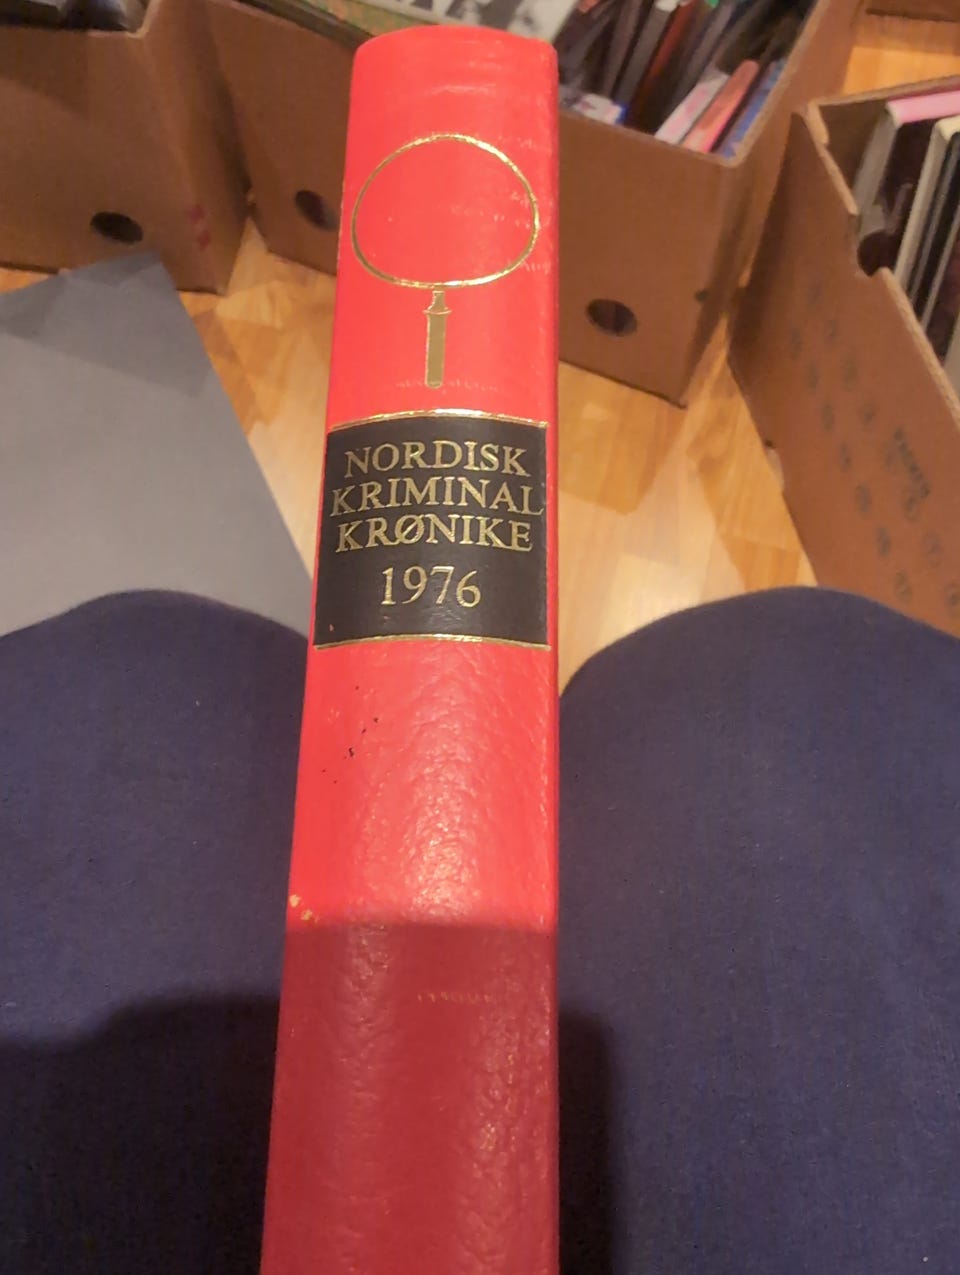 NORDISK
KRIMINAL
KRØNIKE
1976